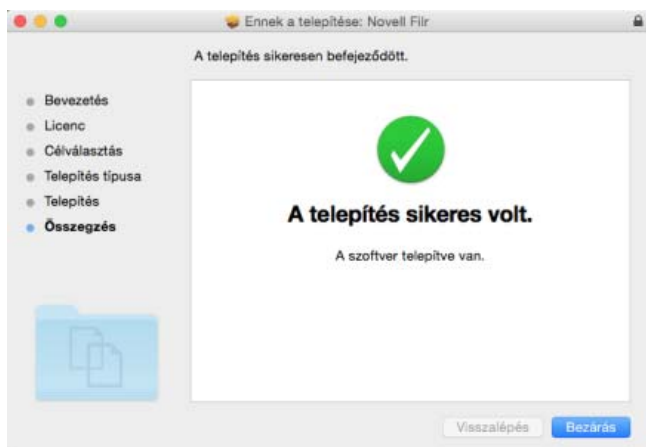 Ennek a telepítése: Novell Filr
A telepítés sikeresen befejeződött.
Bevezetés
Licenc
Célválasztás
Telepítés típusa
Telepítés
Összegzés
A telepítés sikeres volt.
A szoftver telepítve van.
Visszalépés
Bezárás